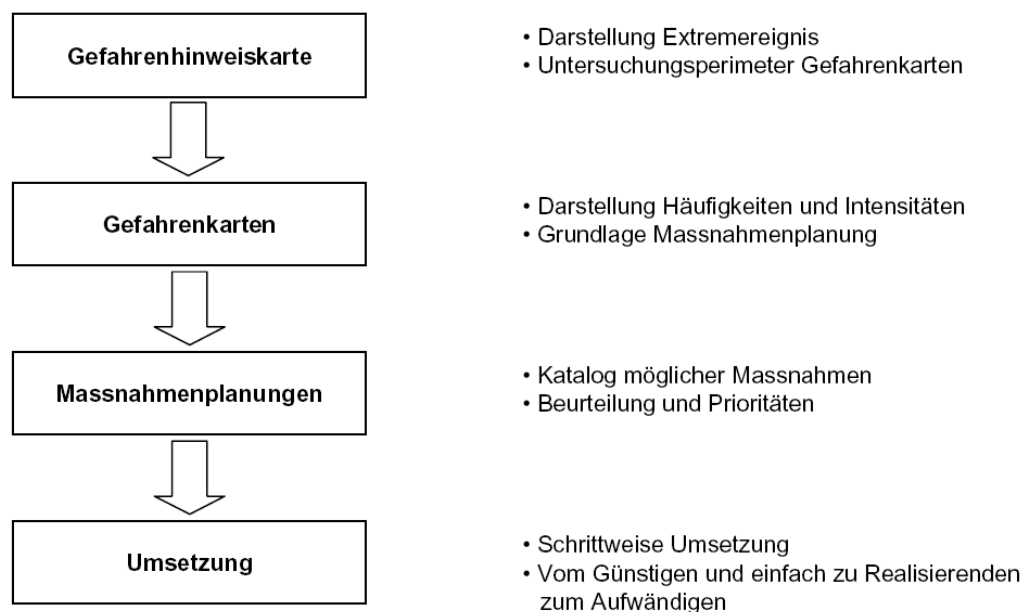 Gefahrenhinweiskarte
• Darstellung Extremereignis
• Untersuchungsperimeter Gefahrenkarten
Gefahrenkarten
• Darstellung Häufigkeiten und Intensitäten
• Grundlage Massnahmenplanung
Massnahmenplanungen
• Katalog möglicher Massnahmen
• Beurteilung und Prioritäten
Umsetzung
• Schrittweise Umsetzung
• Vom Günstigen und einfach zu Realisierenden
zum Aufwändigen